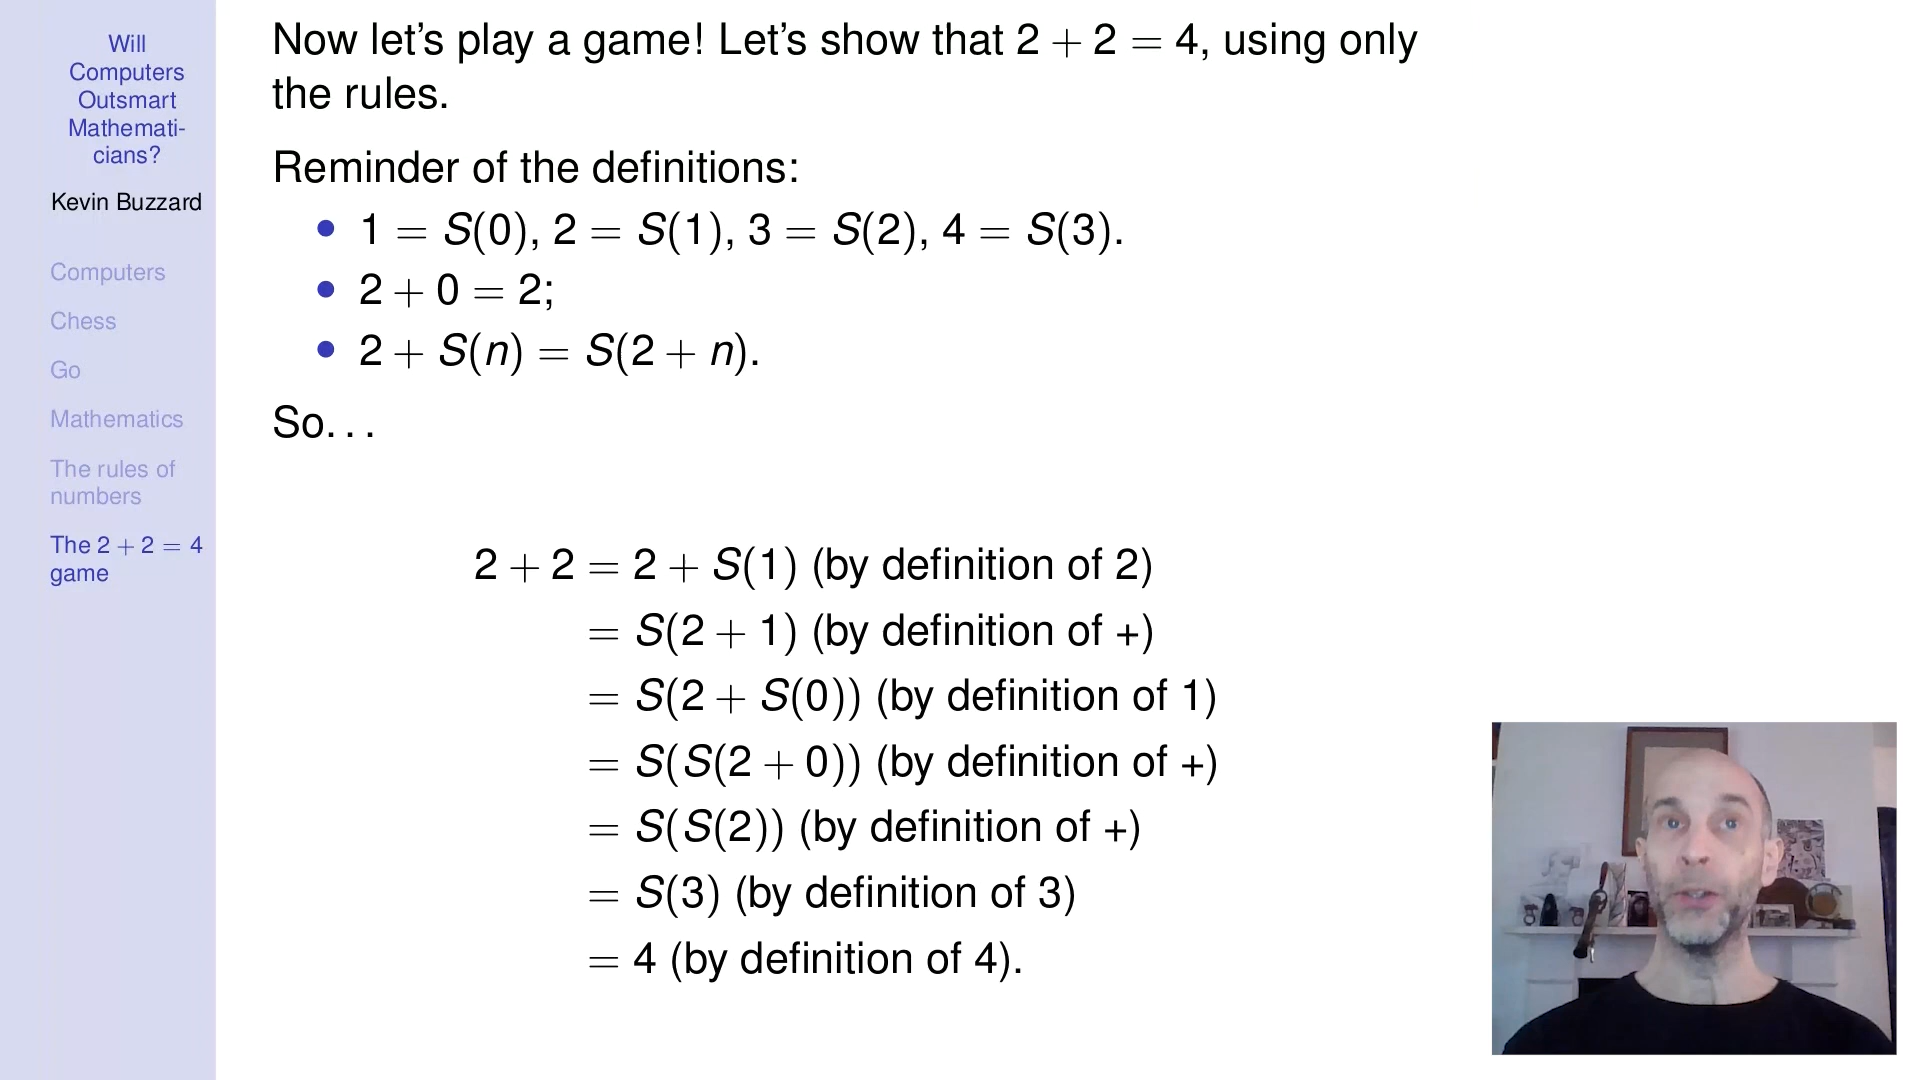 Will
Computers
Outsmart
Mathemati-
cians?
Kevin Buzzard
Computers
Chess
Go
Mathematics
The rules of
numbers
The 2 + 2 = 4
game
Now let’s play a game! Let’s show that 2 + 2 = 4, using only
the rules.
Reminder of the definitions:
• 1 = S(0), 2 = S(1), 3 = S(2), 4 = S(3).
• 2 + 0 = 2;
• 2 + S(n) = S(2 + n).
So. . .
2 + 2 = 2 + S(1) (by definition of 2)
= S(2 + 1) (by definition of +)
= S(2 + S(0)) (by definition of 1)
= S(S(2 + 0)) (by definition of +)
= S(S(2)) (by definition of +)
= S(3) (by definition of 3)
= 4 (by definition of 4).